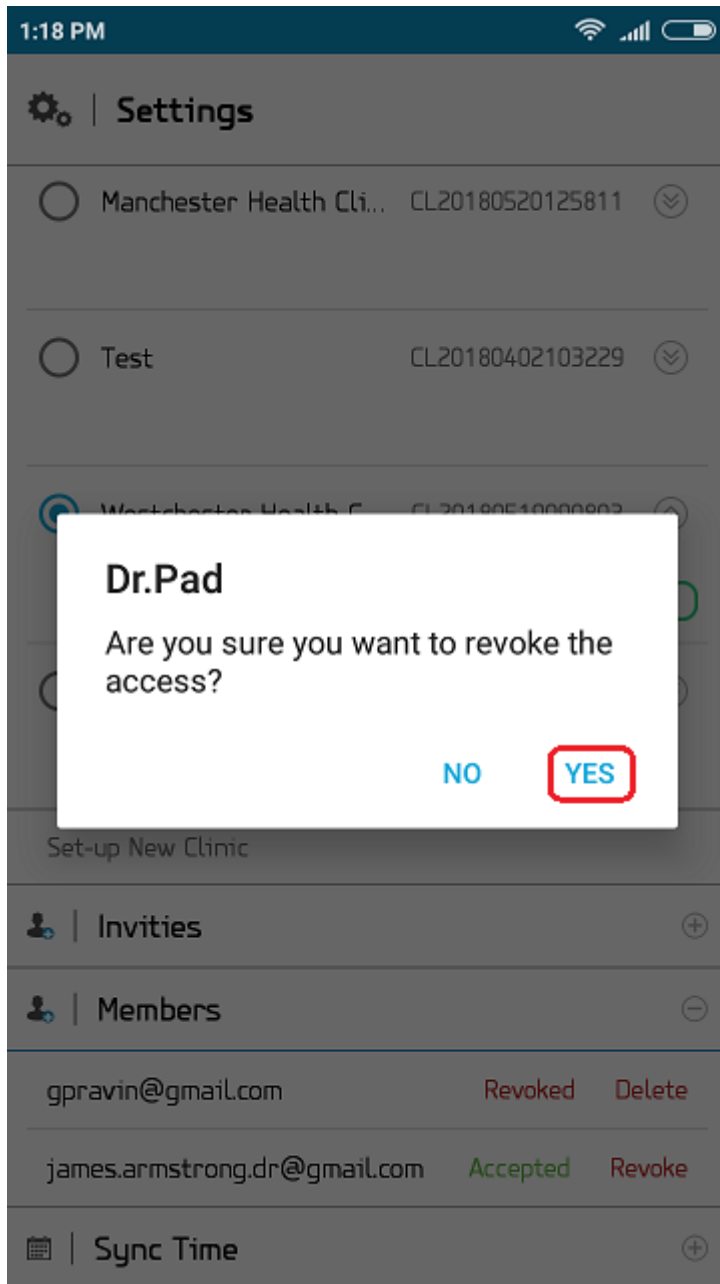 1:18 PM
Settings
Manchester Health Cli... CL20180520125811
Test CL20180402103229
Westchester Health C...
Dr.Pad
Are you sure you want to revoke the
access?
NO YES
Set-up New Clinic
Invities
Members
gpravin@gmail.com Revoked Delete
james.armstrong.dr@gmail.com Accepted Revoke
Sync Time